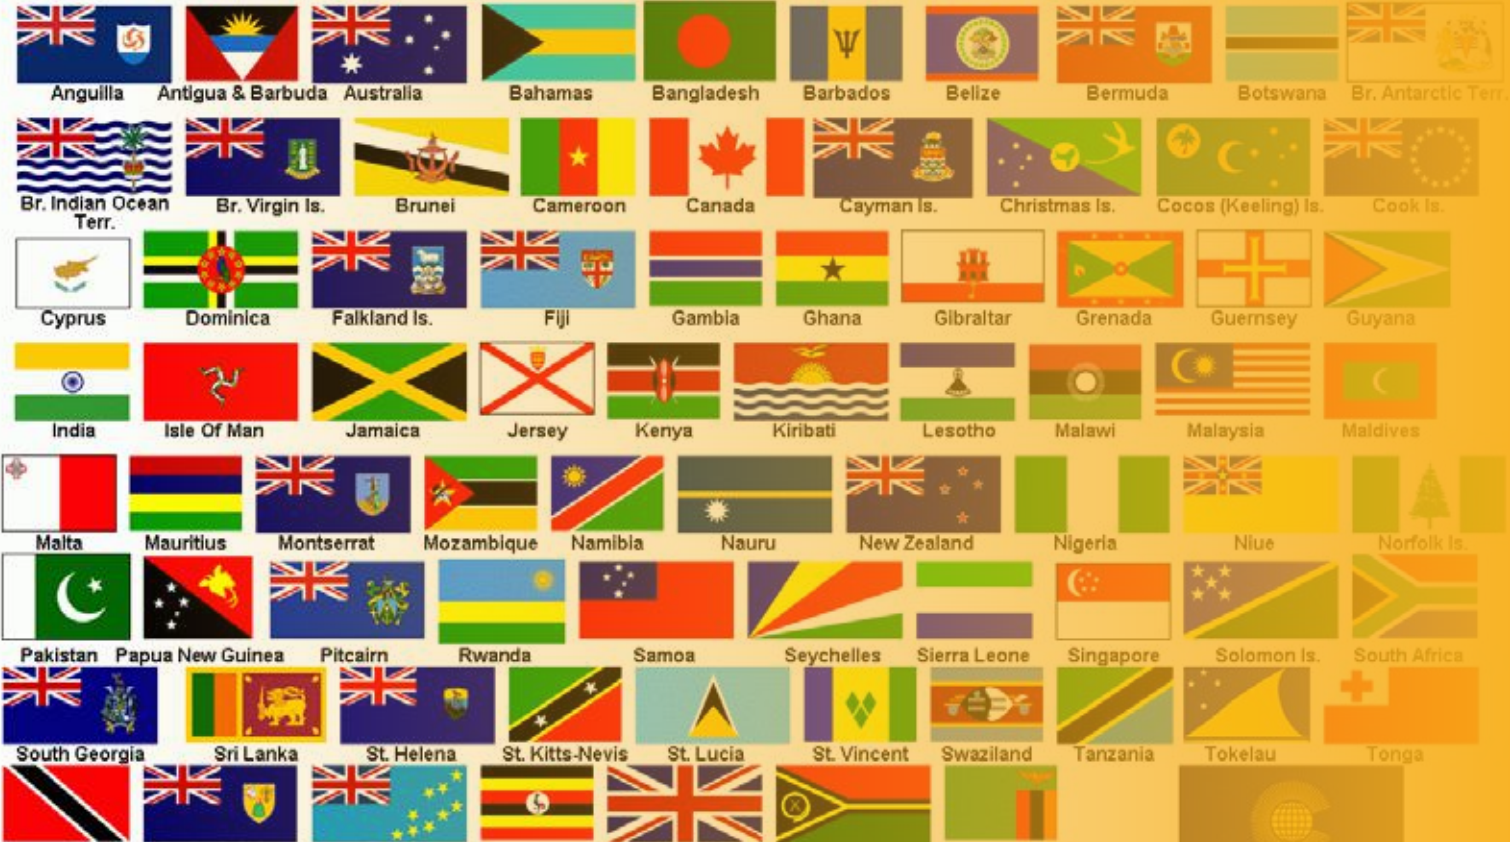 Anguilla Antigua & Barbuda Australia Bahamas Bangladesh Barbados Belize Bermuda Botswana Br. Antarctic Terr.
Br. Indian Ocean Br. Virgin Is. Brunei Cameroon Canada Cayman Is. Christmas Is. Cocos (Keeling) Is. Cook Is.
Terr.
Cyprus Dominica Falkland Is. Fiji Gambia Ghana Gibraltar Grenada Guernsey Guyana
India Isle Of Man Jamaica Jersey Kenya Kiribati Lesotho Malawi Malaysia Maldives
Malta Mauritius Montserrat Mozambique Namibia Nauru New Zealand Nigeria Niue Norfolk Is.
Pakistan Papua New Guinea Pitcairn Rwanda Samoa Seychelles Sierra Leone Singapore Solomon Is. South Africa
South Georgia Sri Lanka St. Helena St. Kitts-Nevis St. Lucia St. Vincent Swaziland Tanzania Tokelau Tonga